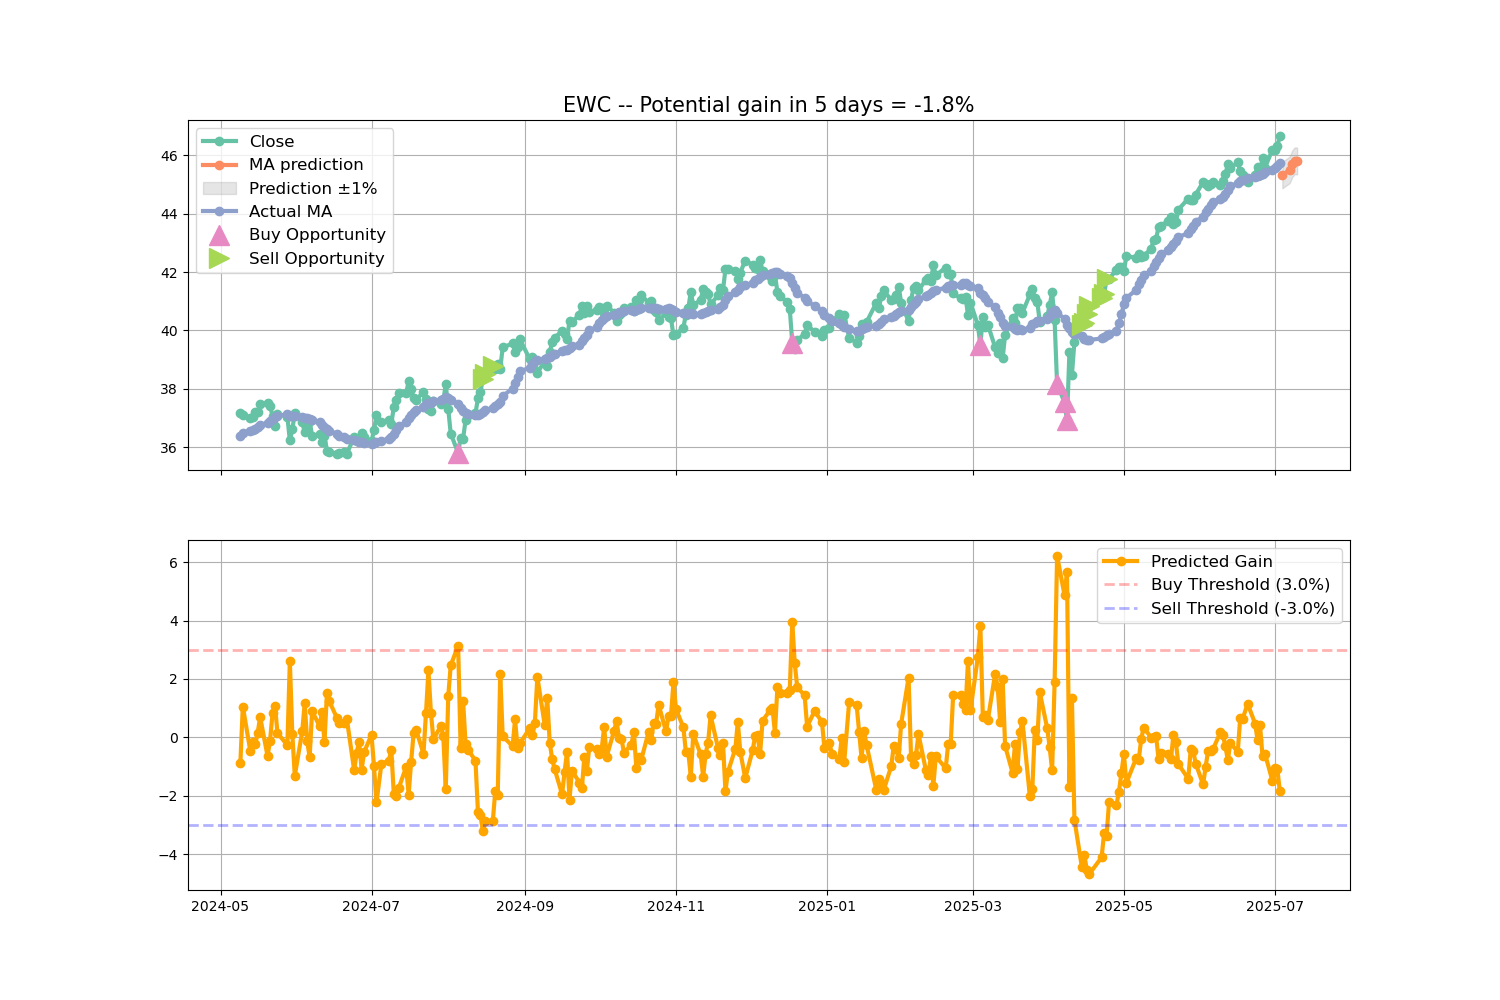 EWC -- Potential gain in 5 days = -1.8%
Close
MA prediction
Prediction ±1%
Actual MA
Buy Opportunity
Sell Opportunity
46
44
42
40
38
36
Predicted Gain
Buy Threshold (3.0%)
Sell Threshold (-3.0%)
6
4
2
0
−2
−4
2024-05 2024-07 2024-09 2024-11 2025-01 2025-03 2025-05 2025-07